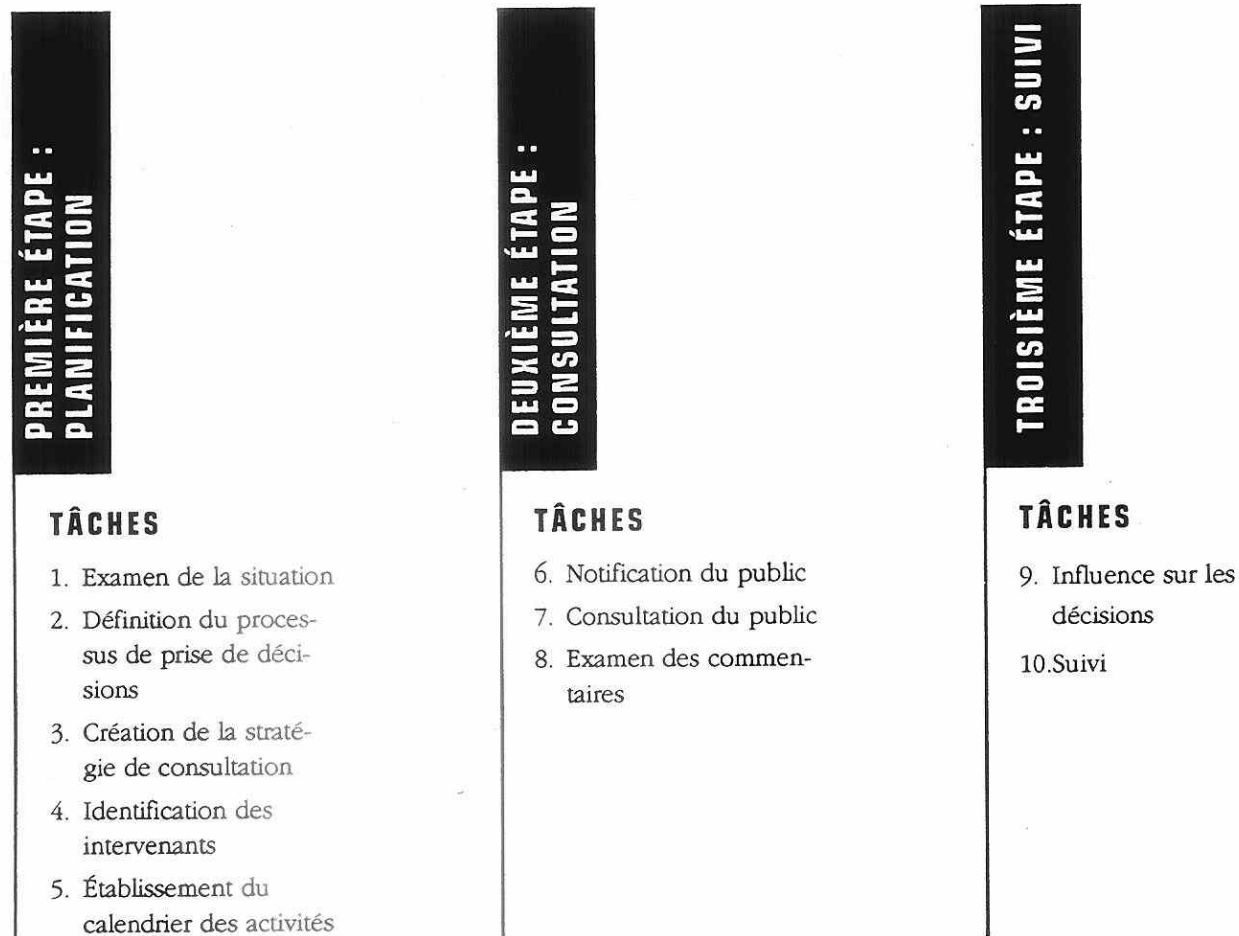 PREMIÈRE ÉTAPE :
PLANIFICATION
TÂCHES
1. Examen de la situation
2. Définition du proces-
sus de prise de déci-
sions
3. Création de la straté-
gie de consultation
4. Identification des
intervenants
5. Établissement du
calendrier des activités
DEUXIÈME ÉTAPE :
CONSULTATION
TÂCHES
6. Notification du public
7. Consultation du public
8. Examen des commen-
taires
TROISIÈME ÉTAPE : SUIVI
TÂCHES
9. Influence sur les
décisions
10.Suivi